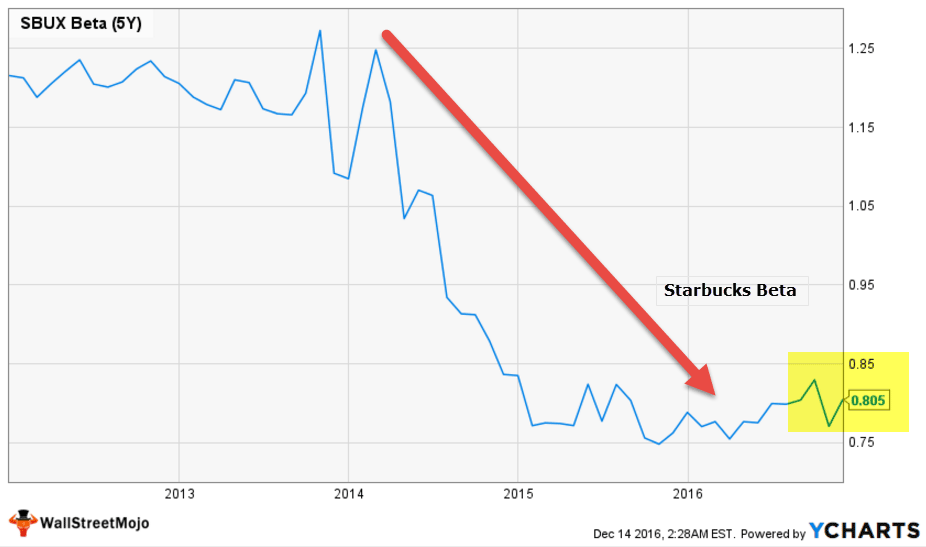 SBUX Beta (5Y)
1.25
1.15
1.05
0.95
Starbucks Beta
0.85
0.805
0.75
2013 2014 2015 2016
WallStreetMojo
Dec 14 2016, 2:28AM EST. Powered by YCHARTS